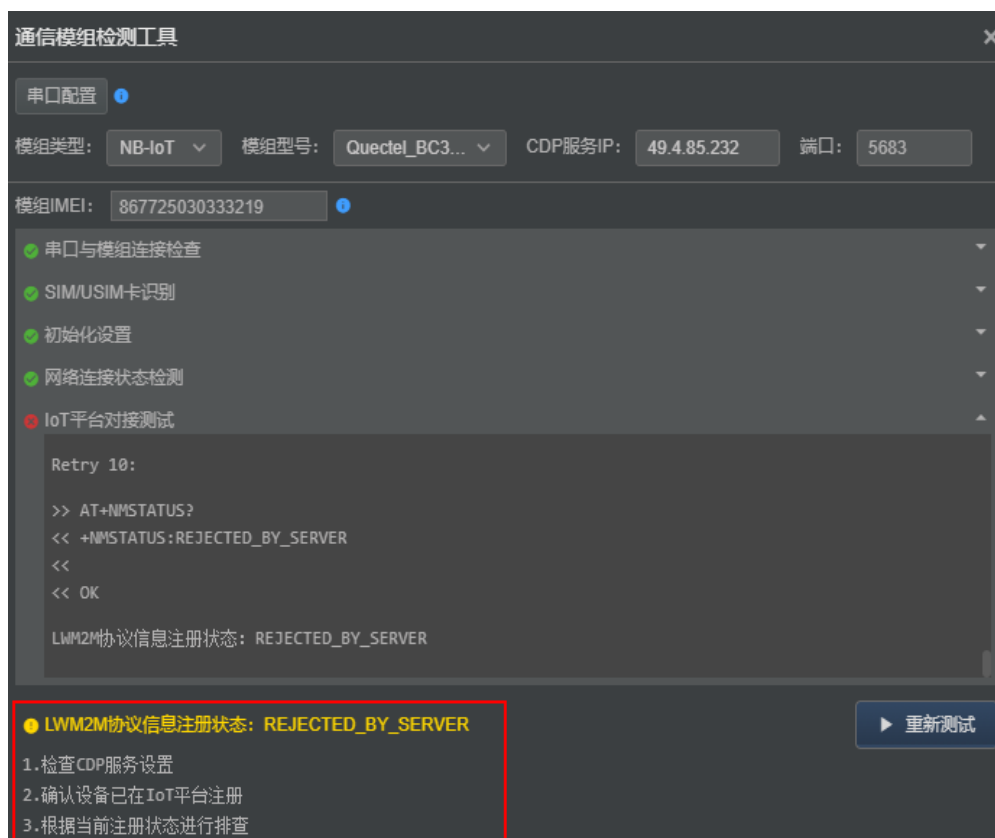 通信模组检测工具
串口配置
模组类型： NB-IoT 模组型号： Quectel_BC3... CDP服务IP： 49.4.85.232 端口： 5683
模组IMEI： 867725030333219
串口与模组连接检查
SIM/USIM卡识别
初始化设置
网络连接状态检测
IoT平台对接测试
Retry 10:
>> AT+NMSTATUS?
<< +NMSTATUS:REJECTED_BY_SERVER
<<
<< OK
LWM2M协议信息注册状态：REJECTED_BY_SERVER
LWM2M协议信息注册状态：REJECTED_BY_SERVER
重新测试
1.检查CDP服务设置
2.确认设备已在IoT平台注册
3.根据当前注册状态进行排查